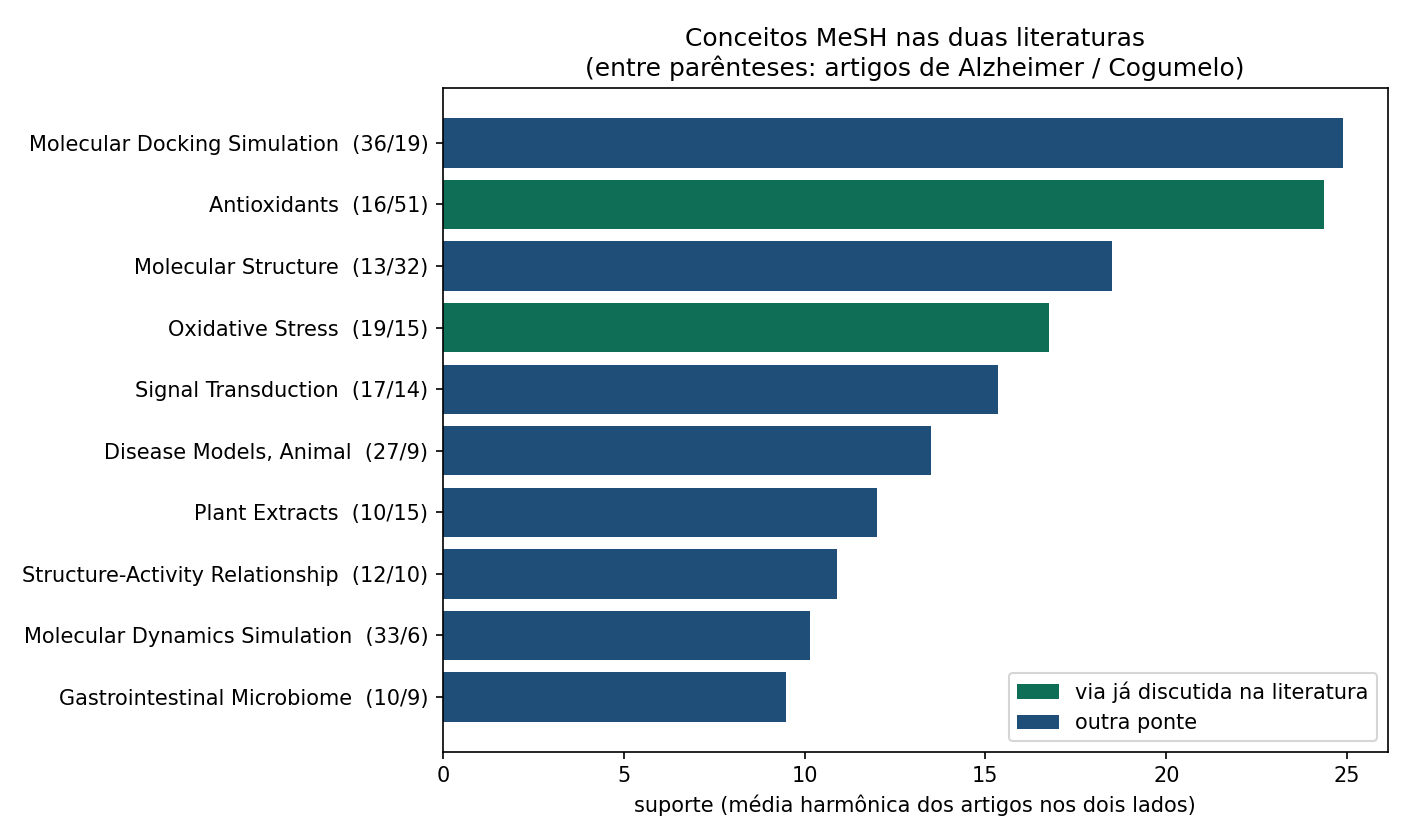 Conceitos MeSH nas duas literaturas
(entre parênteses: artigos de Alzheimer / Cogumelo)
Molecular Docking Simulation (36/19)
Antioxidants (16/51)
Molecular Structure (13/32)
Oxidative Stress (19/15)
Signal Transduction (17/14)
Disease Models, Animal (27/9)
Plant Extracts (10/15)
Structure-Activity Relationship (12/10)
Molecular Dynamics Simulation (33/6)
Gastrointestinal Microbiome (10/9)
via já discutida na literatura
outra ponte
0 5 10 15 20 25
suporte (média harmônica dos artigos nos dois lados)